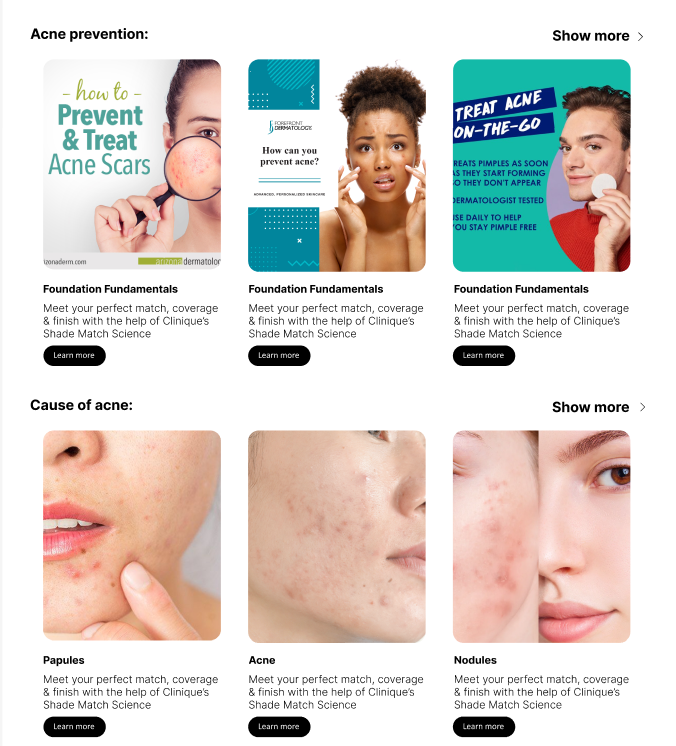 Acne prevention:
Show more
- how to -
Prevent
& Treat
Acne Scars
zonaderm.com
arizona dermatolo
FOREFRONT
DERMATOLOGY
How can you
prevent acne?
ADVANCED, PERSONALIZED SKINCARE
TREAT ACNE
ON-THE-GO
REATS PIMPLES AS SOON
AS THEY START FORMING
SO THEY DON'T APPEAR
DERMATOLOGIST TESTED
USE DAILY TO HELP
YOU STAY PIMPLE FREE
Foundation Fundamentals
Meet your perfect match, coverage
& finish with the help of Clinique's
Shade Match Science
Learn more
Foundation Fundamentals
Meet your perfect match, coverage
& finish with the help of Clinique's
Shade Match Science
Learn more
Foundation Fundamentals
Meet your perfect match, coverage
& finish with the help of Clinique's
Shade Match Science
Learn more
Cause of acne:
Show more
Papules
Meet your perfect match, coverage
& finish with the help of Clinique's
Shade Match Science
Learn more
Acne
Meet your perfect match, coverage
& finish with the help of Clinique's
Shade Match Science
Learn more
Nodules
Meet your perfect match, coverage
& finish with the help of Clinique's
Shade Match Science
Learn more